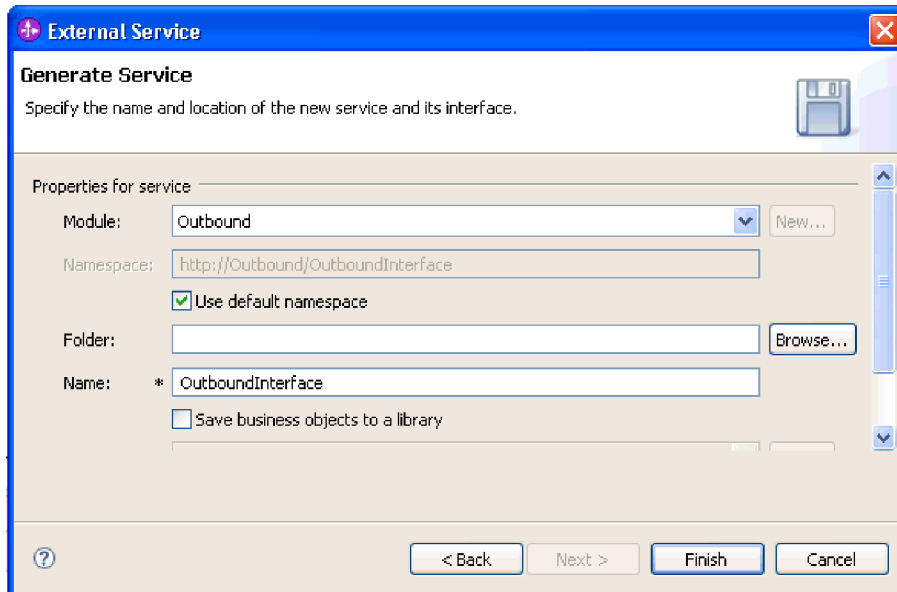 External Service
Generate Service
Specify the name and location of the new service and its interface.
Properties for service
Module: Outbound New...
Namespace: http://Outbound/OutboundInterface
Use default namespace
Folder: Browse...
Name: * OutboundInterface
Save business objects to a library
? < Back Next > Finish Cancel